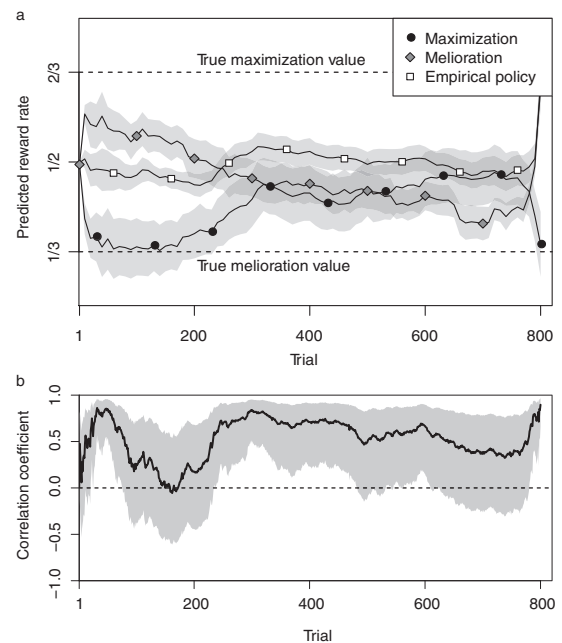 a
Maximization
Melioration
Empirical policy
True maximization value
2/3
1/2
1/3
Predicted reward rate
True melioration value
1 200 400 600 800
Trial
b
1.0
0.5
0.0
−0.5
−1.0
Correlation coefficient
1 200 400 600 800
Trial